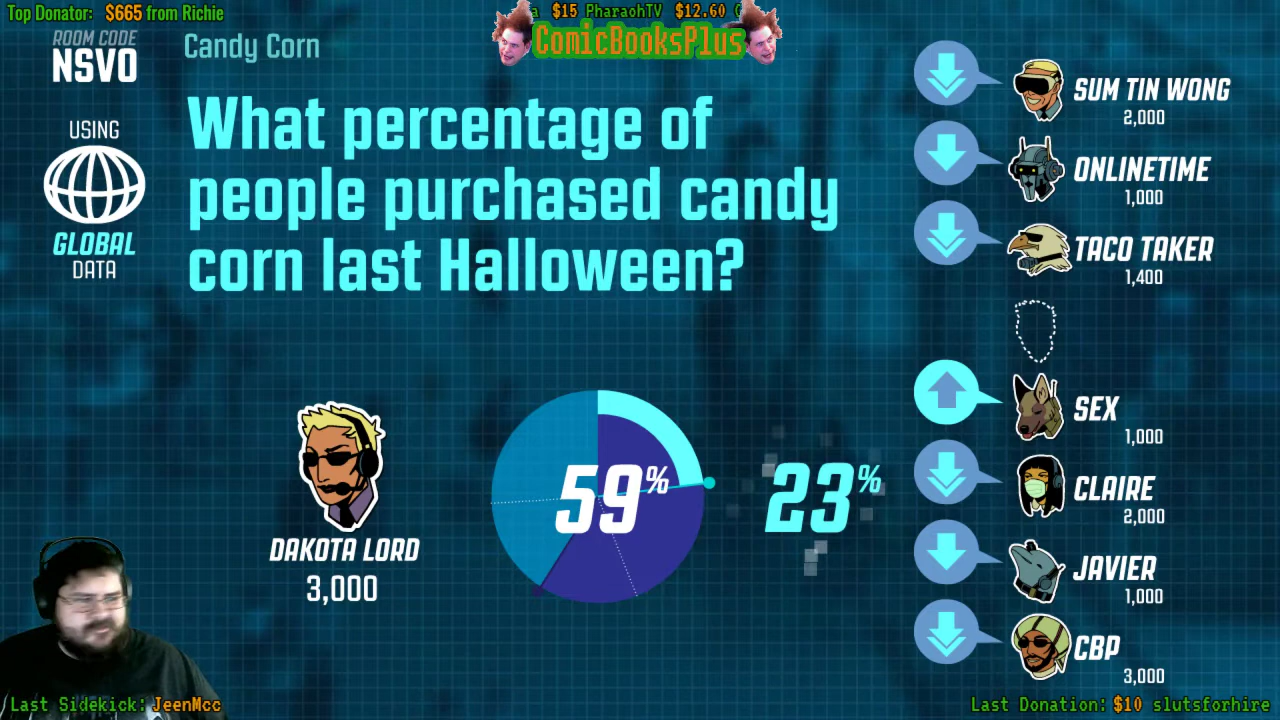 Top Donator: $665 from Richie
a $15 PharaohTV $12.60
ComicBooksPlus
ROOM CODE
NSVO
Candy Corn
USING
GLOBAL
DATA
What percentage of
people purchased candy
corn last Halloween?
SUM TIN WONG
2,000
ONLINETIME
1,000
TACO TAKER
1,400
SEX
1,000
CLAIRE
2,000
JAVIER
1,000
CBP
3,000
DAKOTA LORD
3,000
59%
23%
Last Sidekick: JeenMcc
Last Donation: $10 slutsforhire